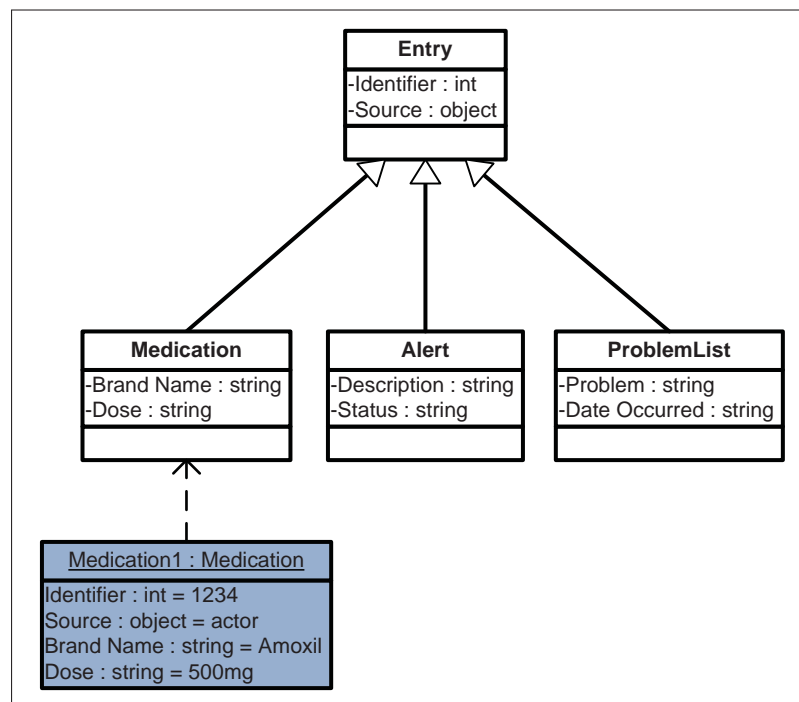 Entry
-Identifier : int
-Source : object
Medication
-Brand Name : string
-Dose : string
Alert
-Description : string
-Status : string
ProblemList
-Problem : string
-Date Occurred : string
Medication1 : Medication
Identifier : int = 1234
Source : object = actor
Brand Name : string = Amoxil
Dose : string = 500mg